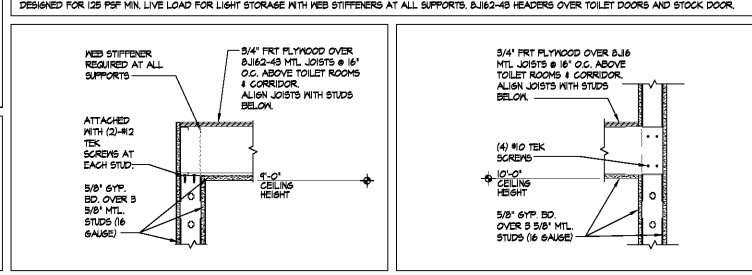 DESIGNED FOR 125 PSF MIN. LIVE LOAD FOR LIGHT STORAGE WITH WEB STIFFENERS AT ALL SUPPORTS. 8J162-43 HEADERS OVER TOILET DOORS AND STOCK DOOR.
WEB STIFFENER
REQUIRED AT ALL
SUPPORTS
3/4" FRT PLYWOOD OVER
8J162-43 MTL JOISTS @ 16"
O.C. ABOVE TOILET ROOMS
& CORRIDOR.
ALIGN JOISTS WITH STUDS
BELOW.
ATTACHED
WITH (2)-#12
TEK
SCREWS AT
EACH STUD.
5/8" GYP.
BD. OVER 3
5/8" MTL.
STUDS (16
GAUGE)
9'-0"
CEILING
HEIGHT
3/4" FRT PLYWOOD OVER 8J16
MTL JOISTS @ 16" O.C. ABOVE
TOILET ROOMS & CORRIDOR.
ALIGN JOISTS WITH STUDS
BELOW.
(4) #10 TEK
SCREWS
10'-0"
CEILING
HEIGHT
5/8" GYP. BD.
OVER 3 5/8" MTL.
STUDS (16 GAUGE)